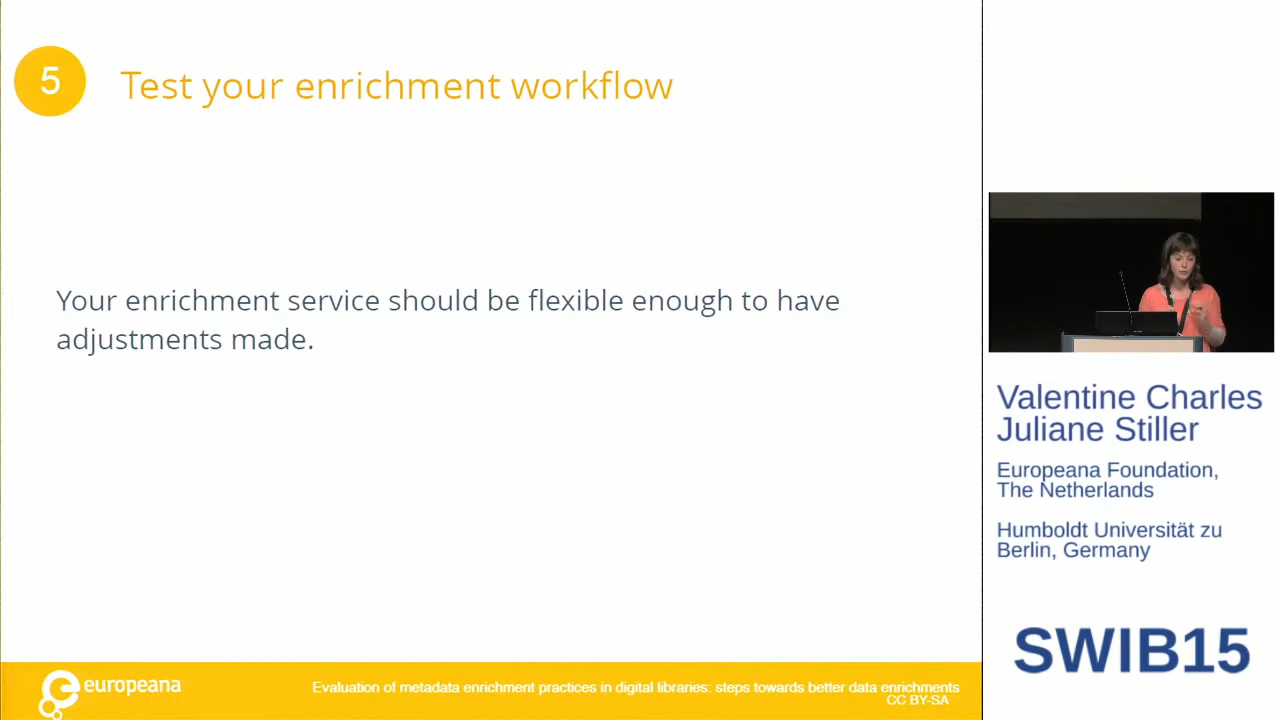 5
Test your enrichment workflow
Your enrichment service should be flexible enough to have
adjustments made.
europeana
Evaluation of metadata enrichment practices in digital libraries: steps towards better data enrichments
CC BY-SA
Valentine Charles
Juliane Stiller
Europeana Foundation,
The Netherlands
Humboldt Universität zu
Berlin, Germany
SWIB15